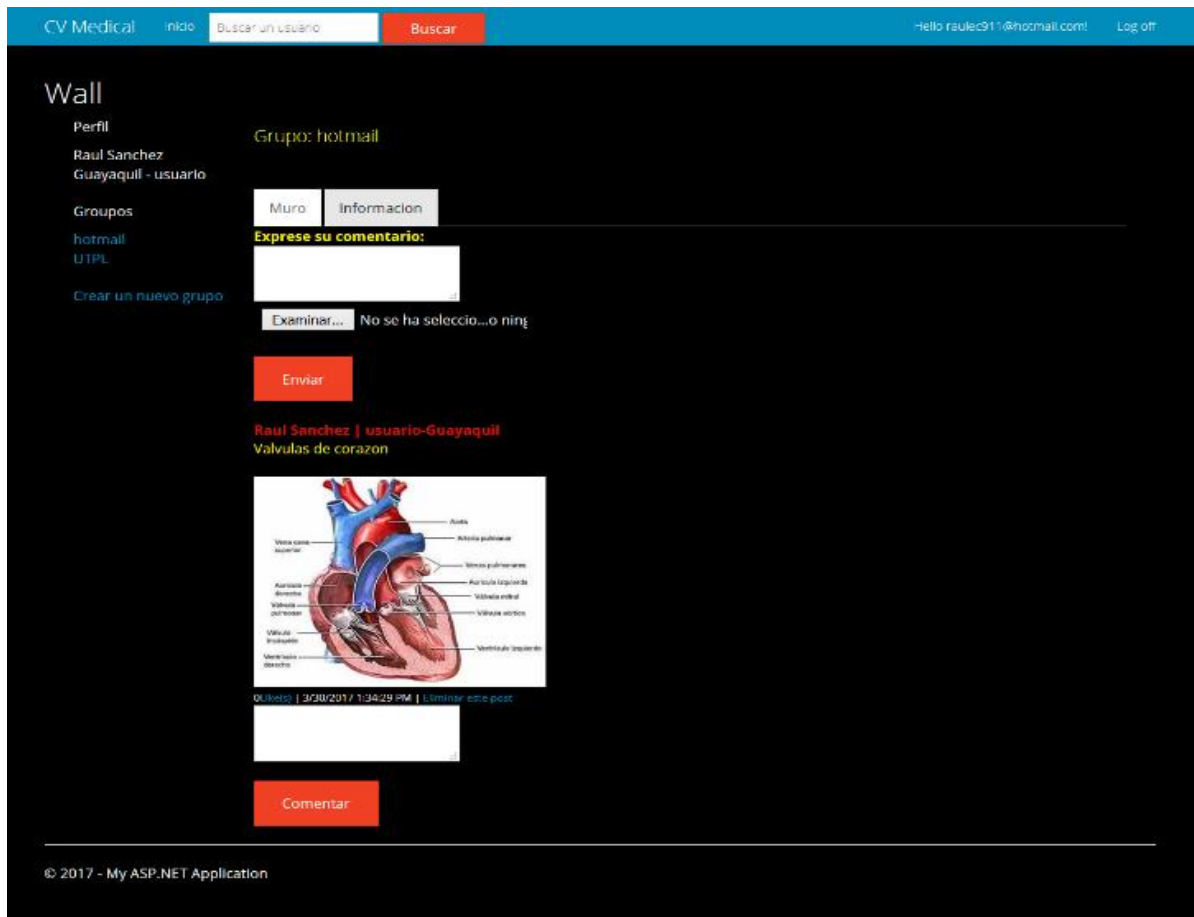 CV Medical
Inicio
Buscar un usuario
Buscar
Hello raulec911@hotmail.com!
Log off
Wall
Perfil
Raul Sanchez
Guayaquil - usuario
Groupos
hotmail
UTPL
Crear un nuevo grupo
Grupo: hotmail
Muro
Informacion
Exprese su comentario:
Examinar... No se ha seleccio...o ning
Enviar
Raul Sanchez | usuario-Guayaquil
Valvulas de corazon
Aorta
Arteria pulmonar
Vena cava
superior
Venas pulmonares
Aurícula izquierda
Aurícula
derecha
Válvula mitral
Válvula
pulmonar
Válvula aórtica
Válvula
tricúspide
Ventrículo izquierdo
Ventrículo
derecho
0Like(s) | 3/30/2017 1:34:29 PM | Eliminar este post
Comentar
© 2017 - My ASP.NET Application